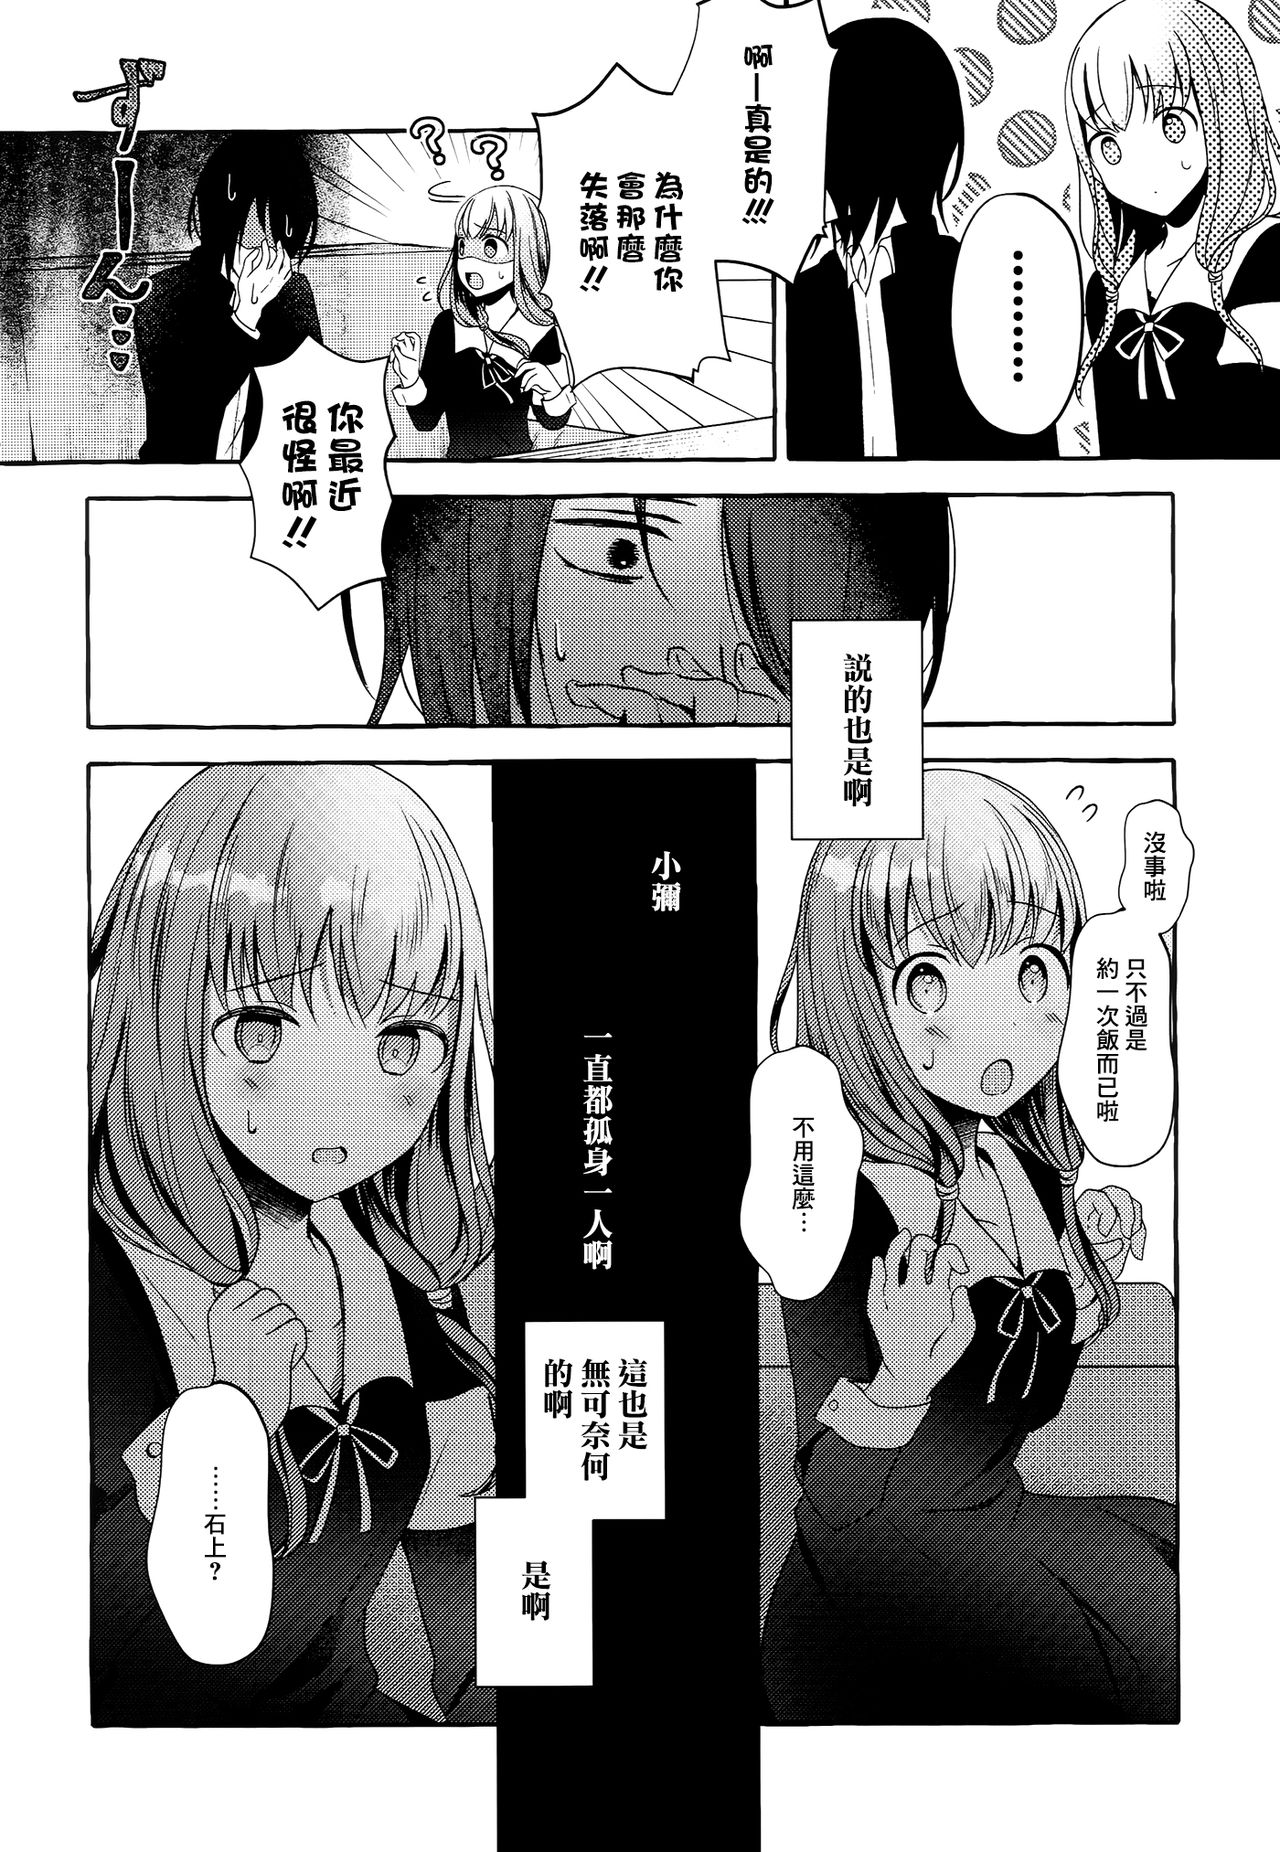 ………
啊—真是的!!!
為什麼你
會那麼
失落啊!!
？？
ずーーん…
你最近
很怪啊!!
説的也是啊
沒事啦
只不過是
約一次飯而已啦
不用這麼…
小彌
一直都孤身一人啊
這也是
無可奈何
的啊
是啊
……石上?